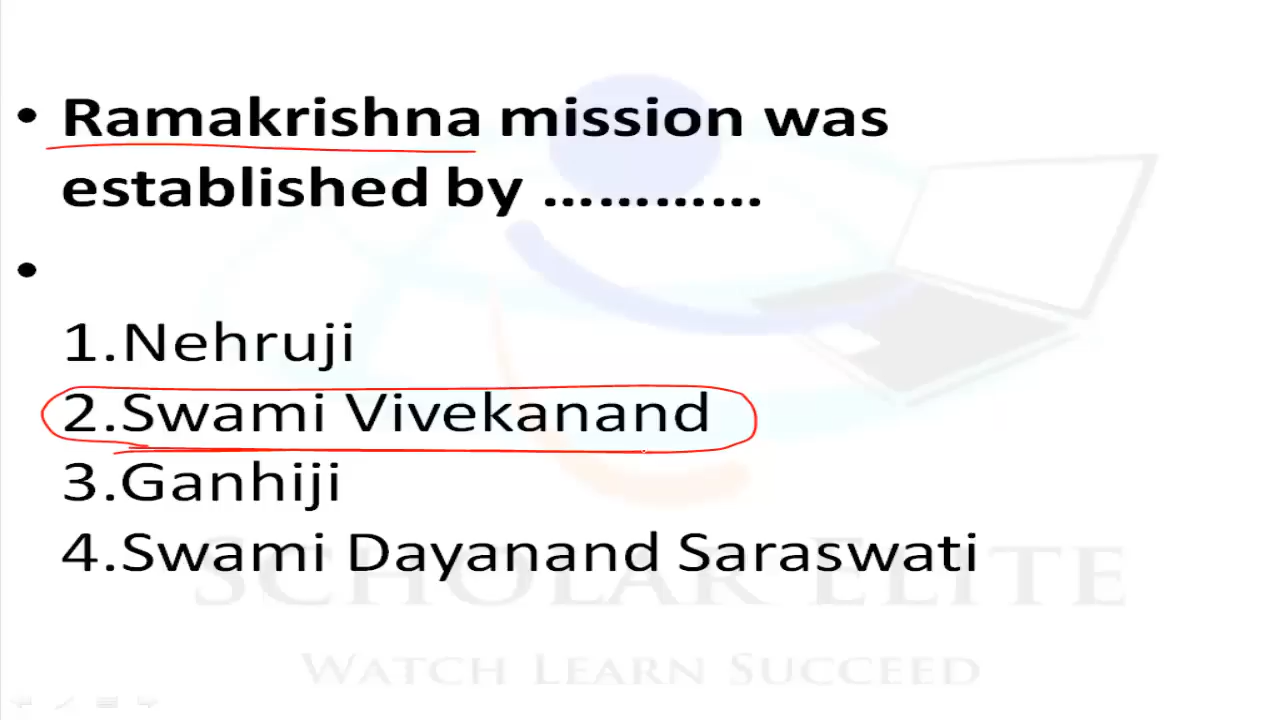 • Ramakrishna mission was
established by …………
•
1.Nehruji
2.Swami Vivekanand
3.Ganhiji
4.Swami Dayanand Saraswati
SCHOLAR ELITE
WATCH LEARN SUCCEED